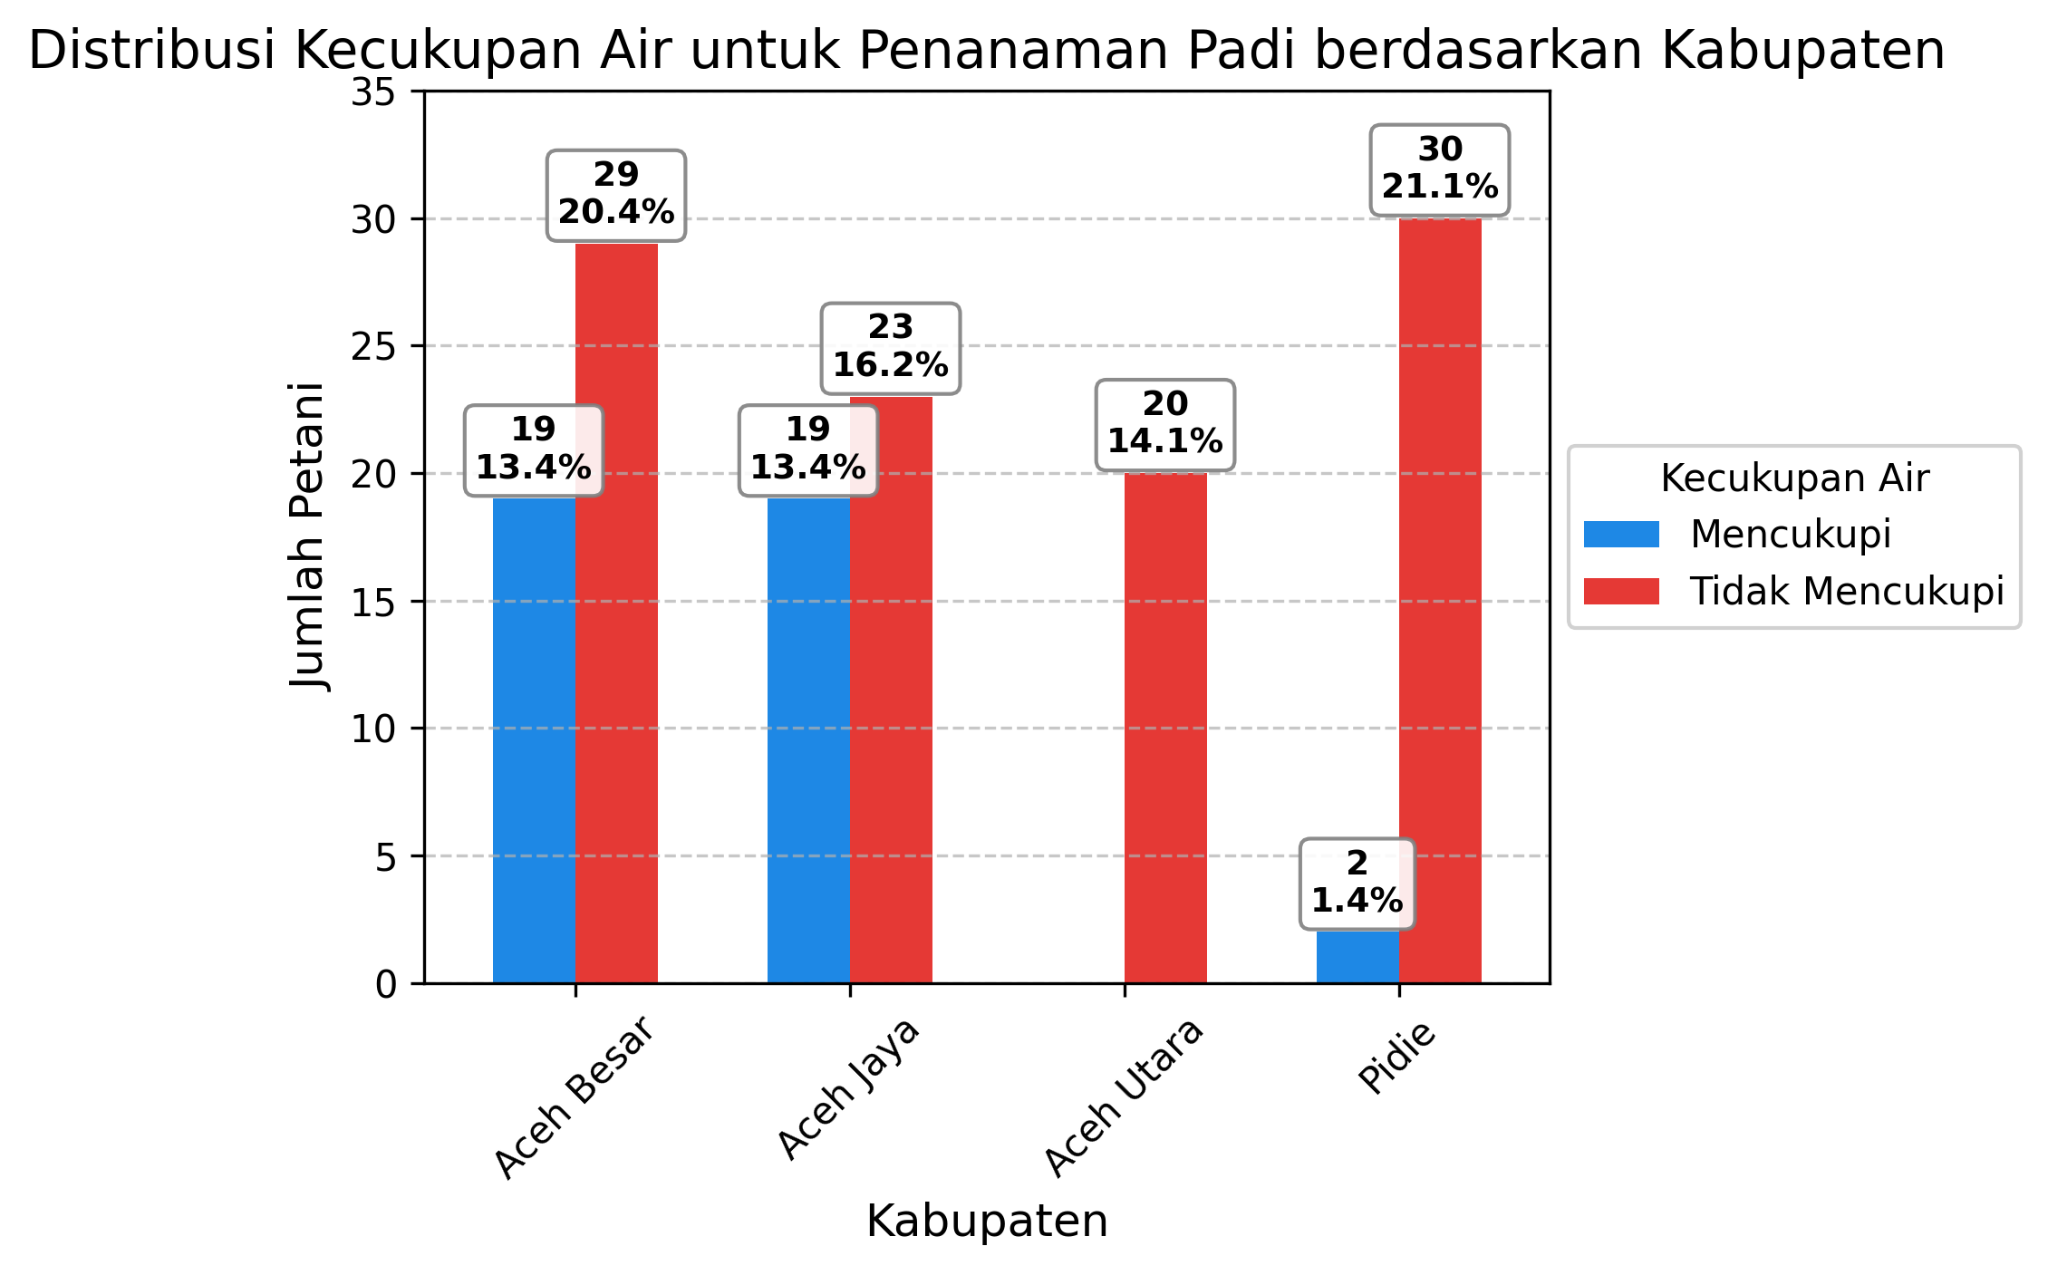 Distribusi Kecukupan Air untuk Penanaman Padi berdasarkan Kabupaten
Jumlah Petani
35
30
25
20
15
10
5
0
29
20.4%
19
13.4%
23
16.2%
19
13.4%
20
14.1%
30
21.1%
2
1.4%
Aceh Besar
Aceh Jaya
Aceh Utara
Pidie
Kabupaten
Kecukupan Air
Mencukupi
Tidak Mencukupi